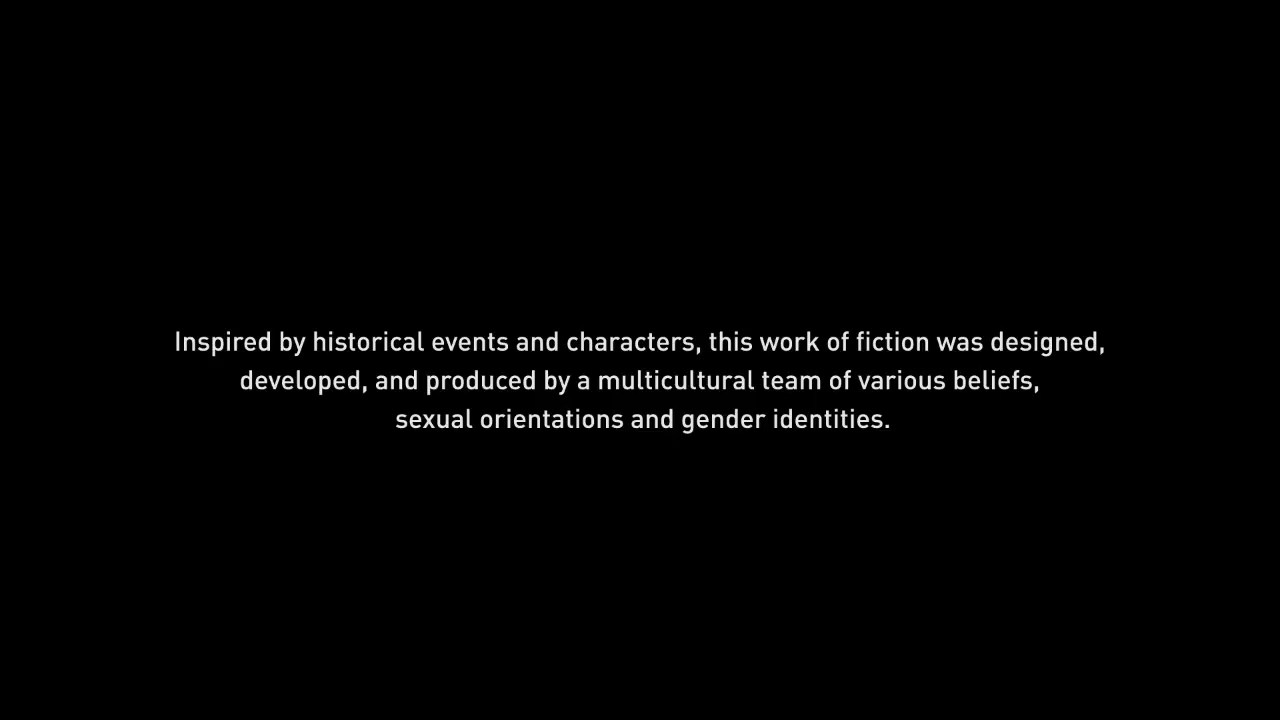 Inspired by historical events and characters, this work of fiction was designed,
developed, and produced by a multicultural team of various beliefs,
sexual orientations and gender identities.